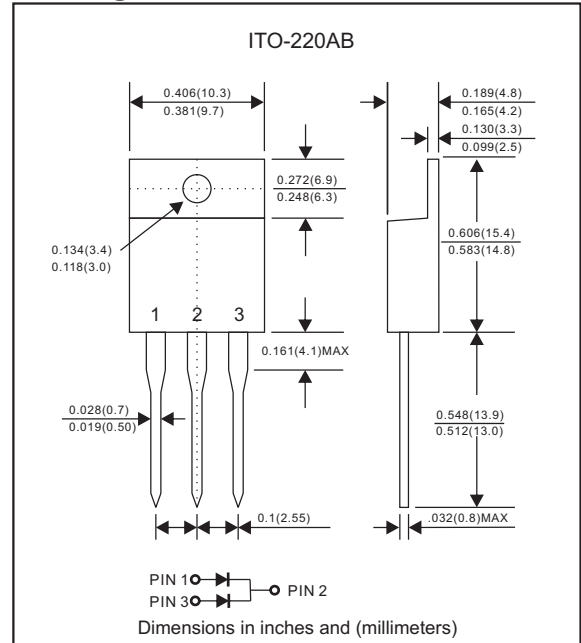 ITO-220AB
0.406(10.3)
0.381(9.7)
0.189(4.8)
0.165(4.2)
0.130(3.3)
0.099(2.5)
0.272(6.9)
0.248(6.3)
0.134(3.4)
0.118(3.0)
0.606(15.4)
0.583(14.8)
1 2 3
0.161(4.1)MAX
0.028(0.7)
0.019(0.50)
0.548(13.9)
0.512(13.0)
0.1(2.55)
.032(0.8)MAX
PIN 1
PIN 3
PIN 2
Dimensions in inches and (millimeters)